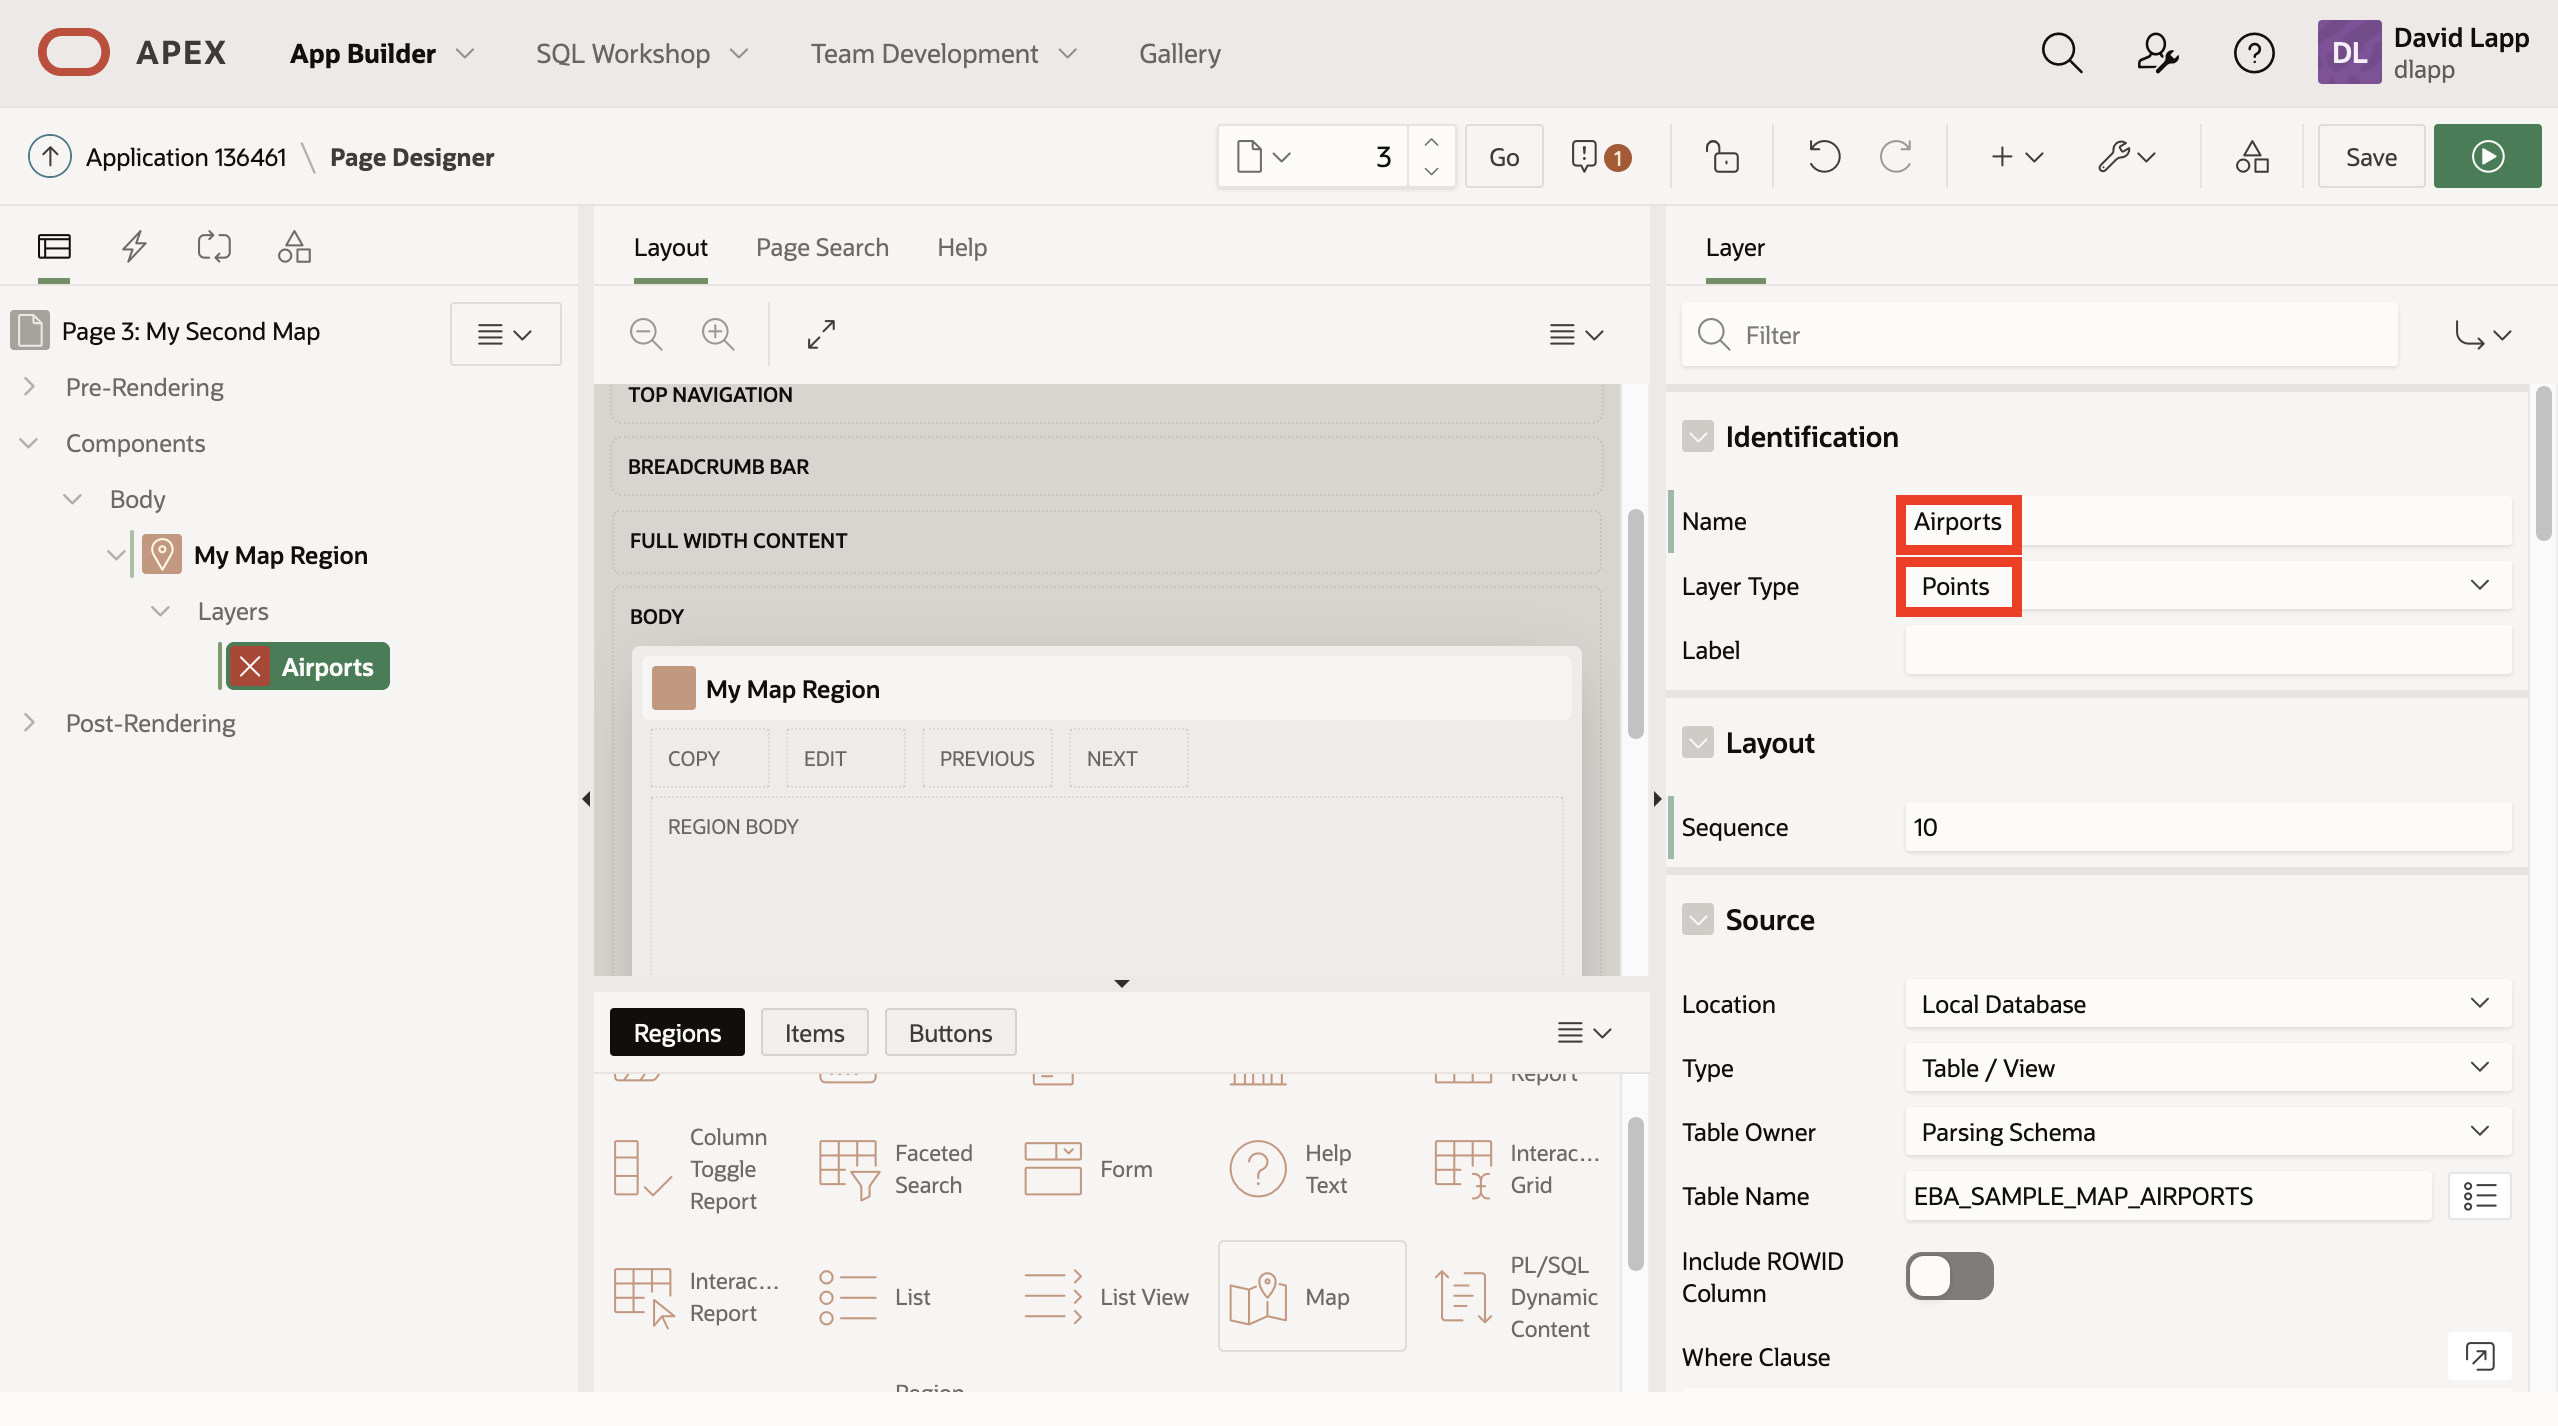 APEX App Builder SQL Workshop Team Development Gallery
DL David Lapp
dlapp
Application 136461 \ Page Designer
3 Go 1 Save
Layout Page Search Help
Layer
Page 3: My Second Map
Pre-Rendering
Components
Body
My Map Region
Layers
Airports
Post-Rendering
TOP NAVIGATION
BREADCRUMB BAR
FULL WIDTH CONTENT
BODY
My Map Region
COPY EDIT PREVIOUS NEXT
REGION BODY
Regions Items Buttons
Report
Column
Toggle
Report
Faceted
Search
Form
Help
Text
Interac...
Grid
Interac...
Report
List
List View
Map
PL/SQL
Dynamic
Content
Region
Filter
Identification
Name Airports
Layer Type Points
Label
Layout
Sequence 10
Source
Location Local Database
Type Table / View
Table Owner Parsing Schema
Table Name EBA_SAMPLE_MAP_AIRPORTS
Include ROWID
Column
Where Clause